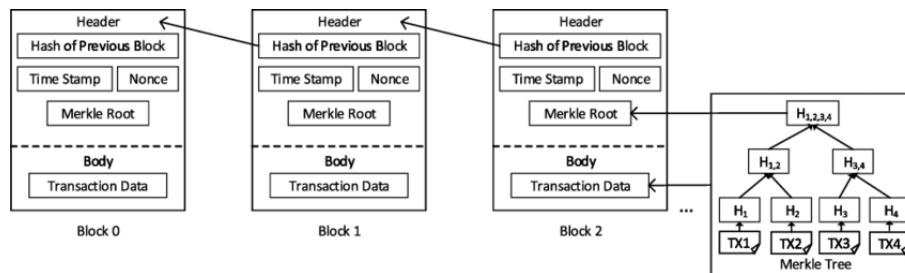 Header
Hash of Previous Block
Time Stamp
Nonce
Merkle Root
Body
Transaction Data
Block 0
Header
Hash of Previous Block
Time Stamp
Nonce
Merkle Root
Body
Transaction Data
Block 1
Header
Hash of Previous Block
Time Stamp
Nonce
Merkle Root
Body
Transaction Data
Block 2
...
H1,2,3,4
H1,2
H3,4
H1
H2
H3
H4
TX1
TX2
TX3
TX4
Merkle Tree